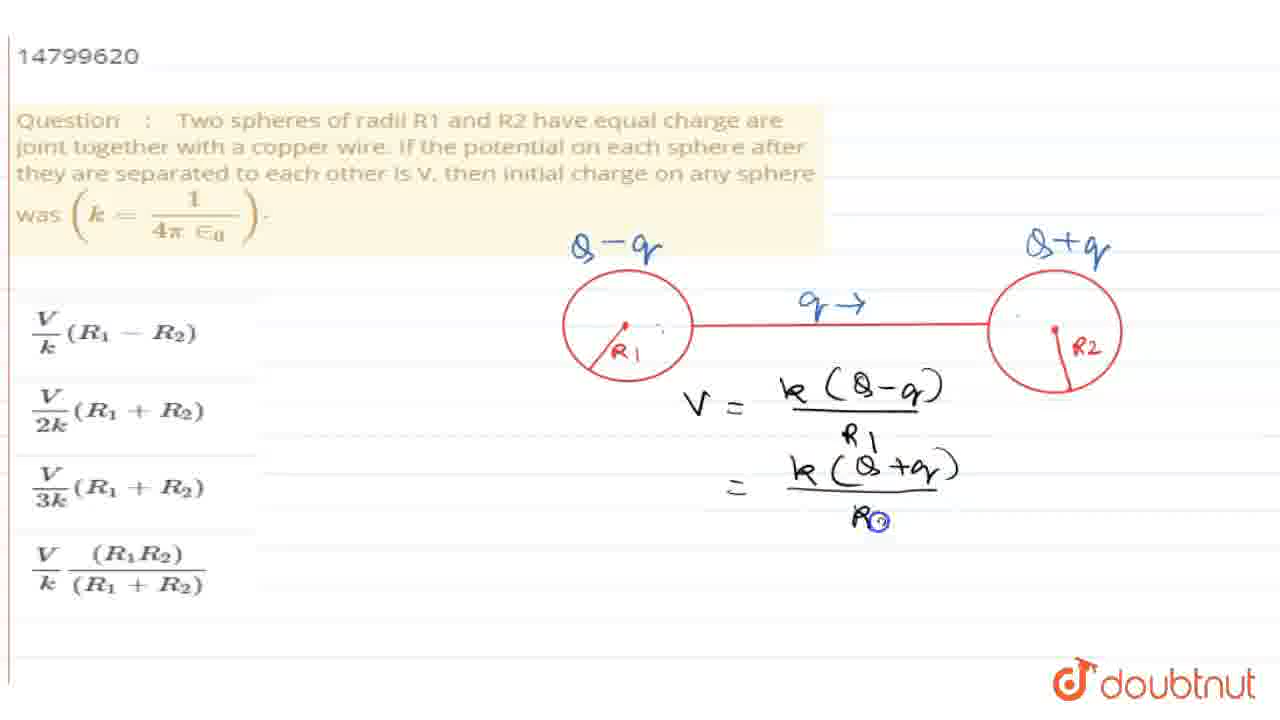 14799620
Question : Two spheres of radii R1 and R2 have equal charge are
joint together with a copper wire. If the potential on each sphere after
they are separated to each other is V, then initial charge on any sphere
was (k = 1/(4π ∈0)).
Q − q
Q + q
q →
R1
R2
V/k (R1 − R2)
V/2k (R1 + R2)
V/3k (R1 + R2)
V/k (R1R2)/(R1 + R2)
V = k (Q − q)/R1
= k (Q + q)/R2
doubtnut